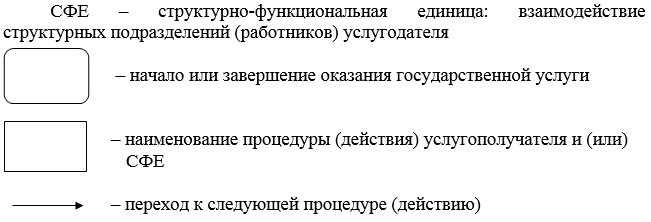 СФЕ – структурно-функциональная единица: взаимодействие
структурных подразделений (работников) услугодателя
– начало или завершение оказания государственной услуги
– наименование процедуры (действия) услугополучателя и (или)
СФЕ
– переход к следующей процедуре (действию)